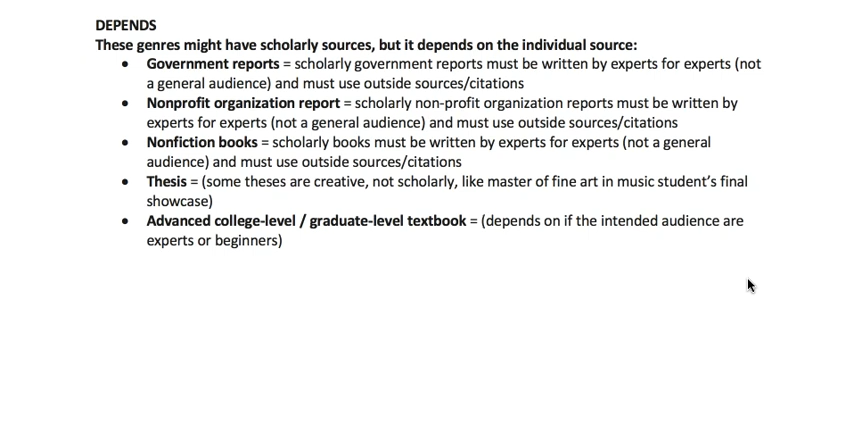 DEPENDS
These genres might have scholarly sources, but it depends on the individual source:
• Government reports = scholarly government reports must be written by experts for experts (not
a general audience) and must use outside sources/citations
• Nonprofit organization report = scholarly non-profit organization reports must be written by
experts for experts (not a general audience) and must use outside sources/citations
• Nonfiction books = scholarly books must be written by experts for experts (not a general
audience) and must use outside sources/citations
• Thesis = (some theses are creative, not scholarly, like master of fine art in music student's final
showcase)
• Advanced college-level / graduate-level textbook = (depends on if the intended audience are
experts or beginners)